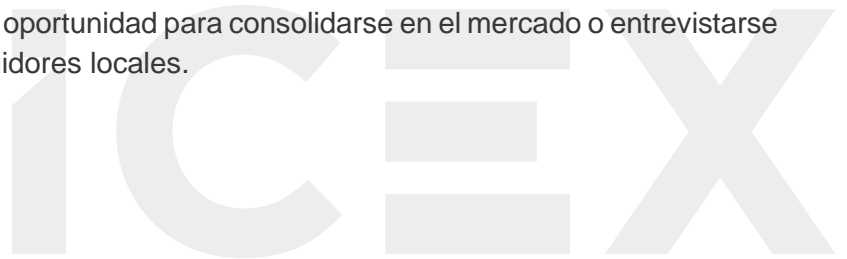 oportunidad para consolidarse en el mercado o entrevistarse
idores locales.
ICEX